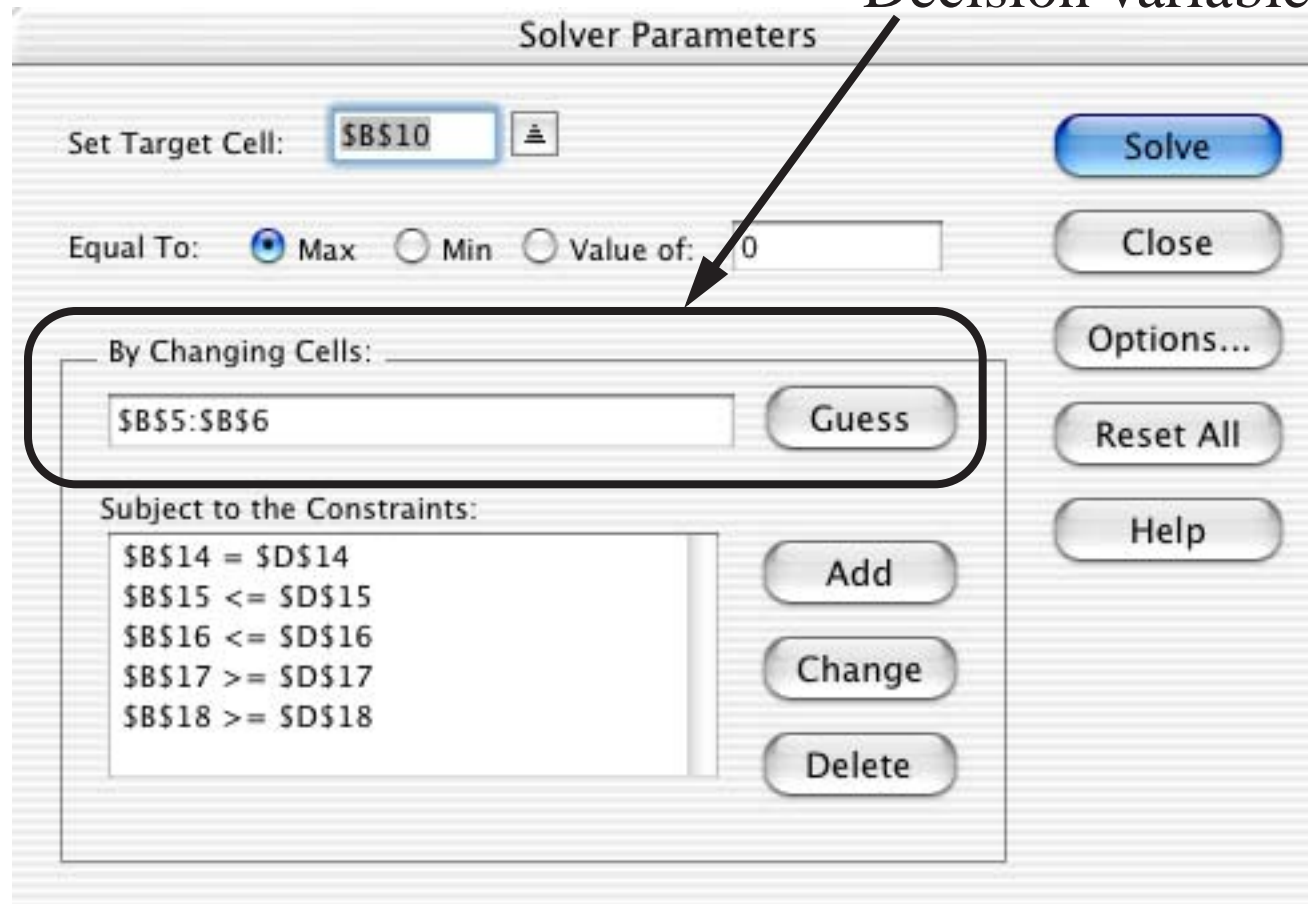 Decision variable
Solver Parameters
Set Target Cell: $B$10
Solve
Equal To: Max Min Value of: 0
Close
By Changing Cells:
Options...
$B$5:$B$6 Guess
Reset All
Subject to the Constraints:
Help
$B$14 = $D$14
Add
$B$15 <= $D$15
$B$16 <= $D$16
$B$17 >= $D$17
Change
$B$18 >= $D$18
Delete